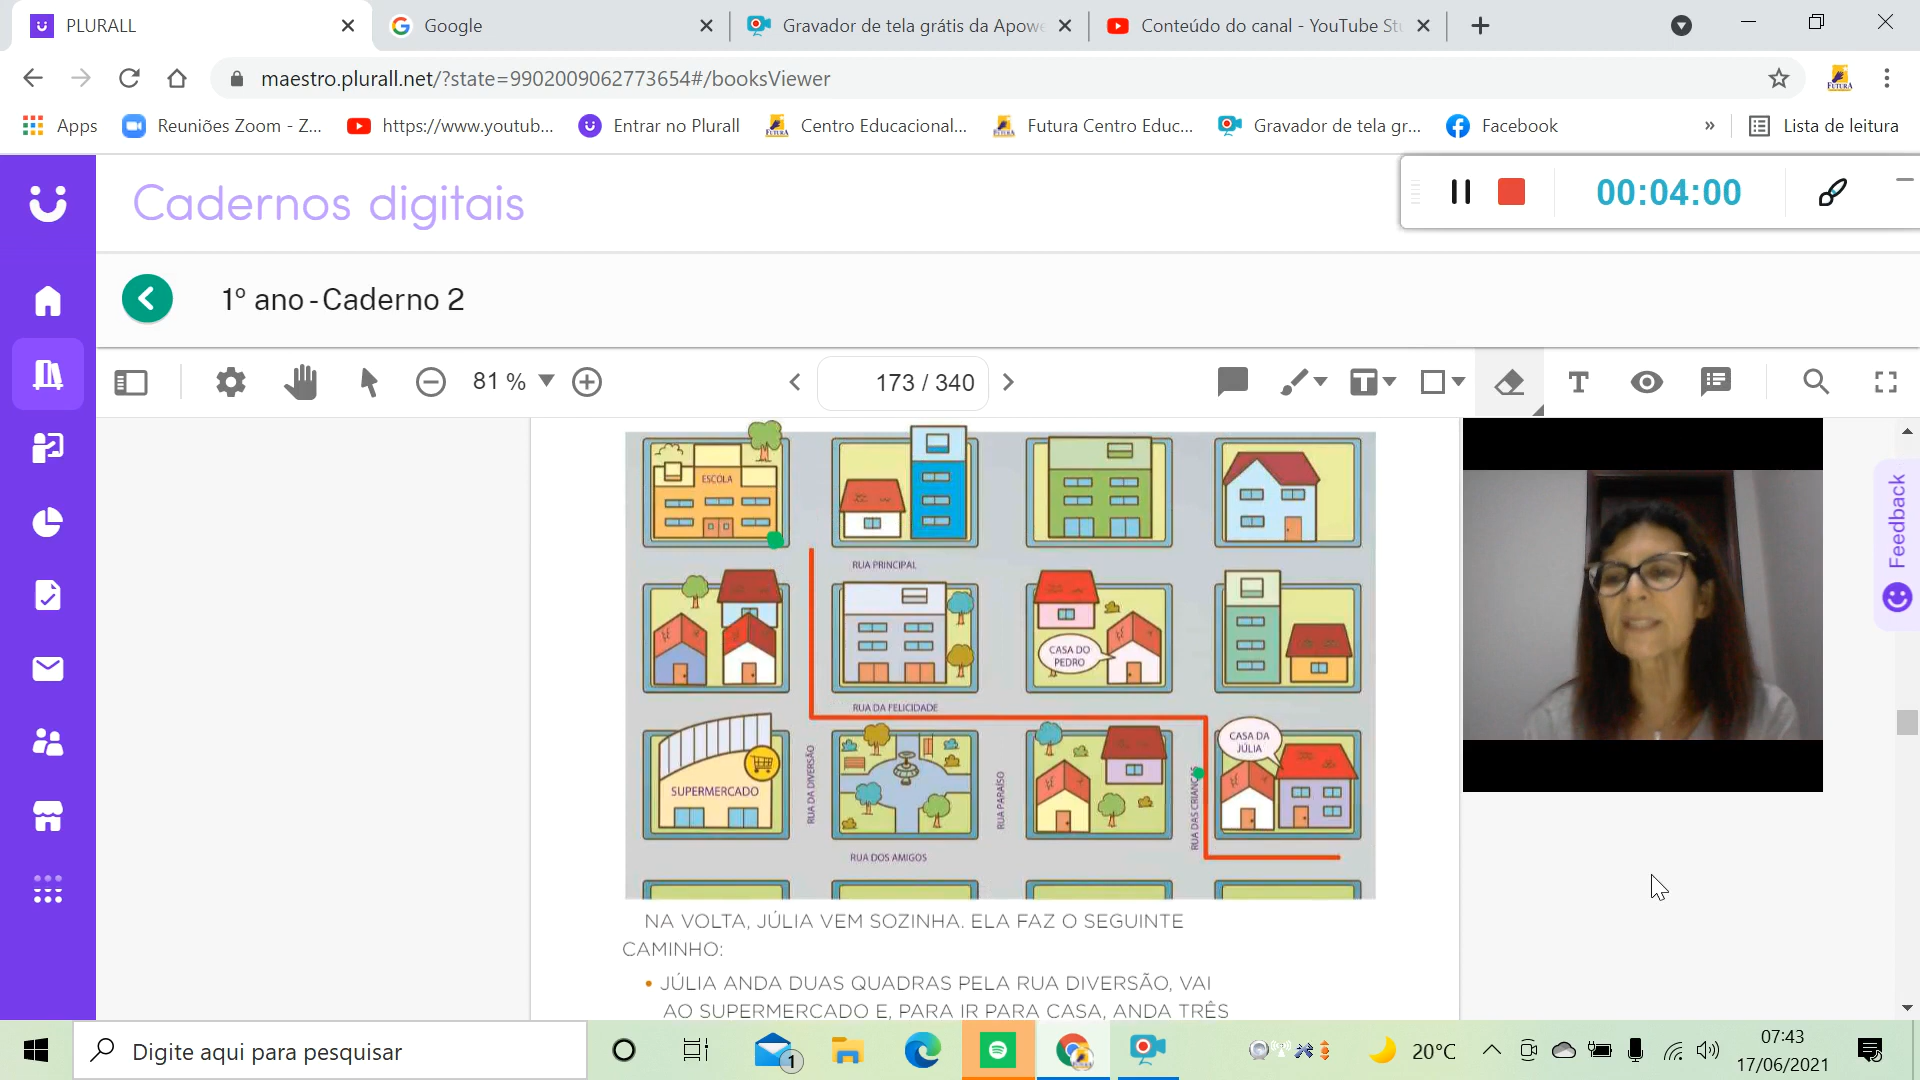 PLURALL
Google
Gravador de tela grátis da Apowe
Conteúdo do canal - YouTube Stu
maestro.plurall.net/?state=9902009062773654#/booksViewer
Apps
Reuniões Zoom - Z...
https://www.youtub...
Entrar no Plurall
Centro Educacional...
Futura Centro Educ...
Gravador de tela gr...
Facebook
»
Lista de leitura
Cadernos digitais
00:04:00
1º ano - Caderno 2
81 %
173 / 340
Feedback
ESCOLA
RUA PRINCIPAL
CASA DO
PEDRO
RUA DA FELICIDADE
CASA DA
JÚLIA
SUPERMERCADO
RUA DA DIVERSÃO
RUA PARAÍSO
RUA DAS CRIANÇAS
RUA DOS AMIGOS
NA VOLTA, JÚLIA VEM SOZINHA. ELA FAZ O SEGUINTE
CAMINHO:
• JÚLIA ANDA DUAS QUADRAS PELA RUA DIVERSÃO, VAI
AO SUPERMERCADO E, PARA IR PARA CASA, ANDA TRÊS
Digite aqui para pesquisar
1
20°C
07:43
17/06/2021